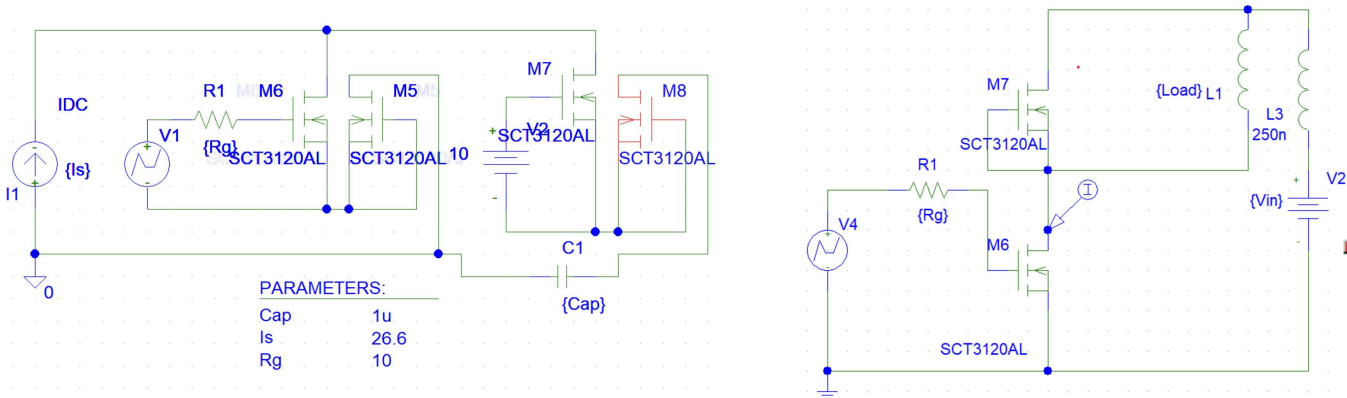 IDC
{Is}
I1
0
V1
R1
{Rg}
M6
M5
SCT3120AL
SCT3120AL
10
V2
M7
SCT3120AL
M8
SCT3120AL
C1
{Cap}
PARAMETERS:
Cap 1u
Is 26.6
Rg 10
M7
SCT3120AL
{Load} L1
L3
250n
V2
{Vin}
R1
{Rg}
V4
I
M6
SCT3120AL